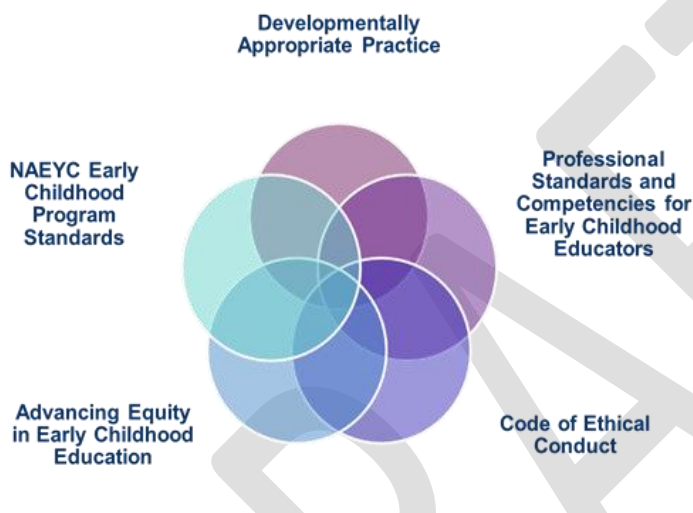 Developmentally
Appropriate Practice
NAEYC Early
Childhood
Program
Standards
Professional
Standards and
Competencies for
Early Childhood
Educators
Advancing Equity
in Early Childhood
Education
Code of Ethical
Conduct